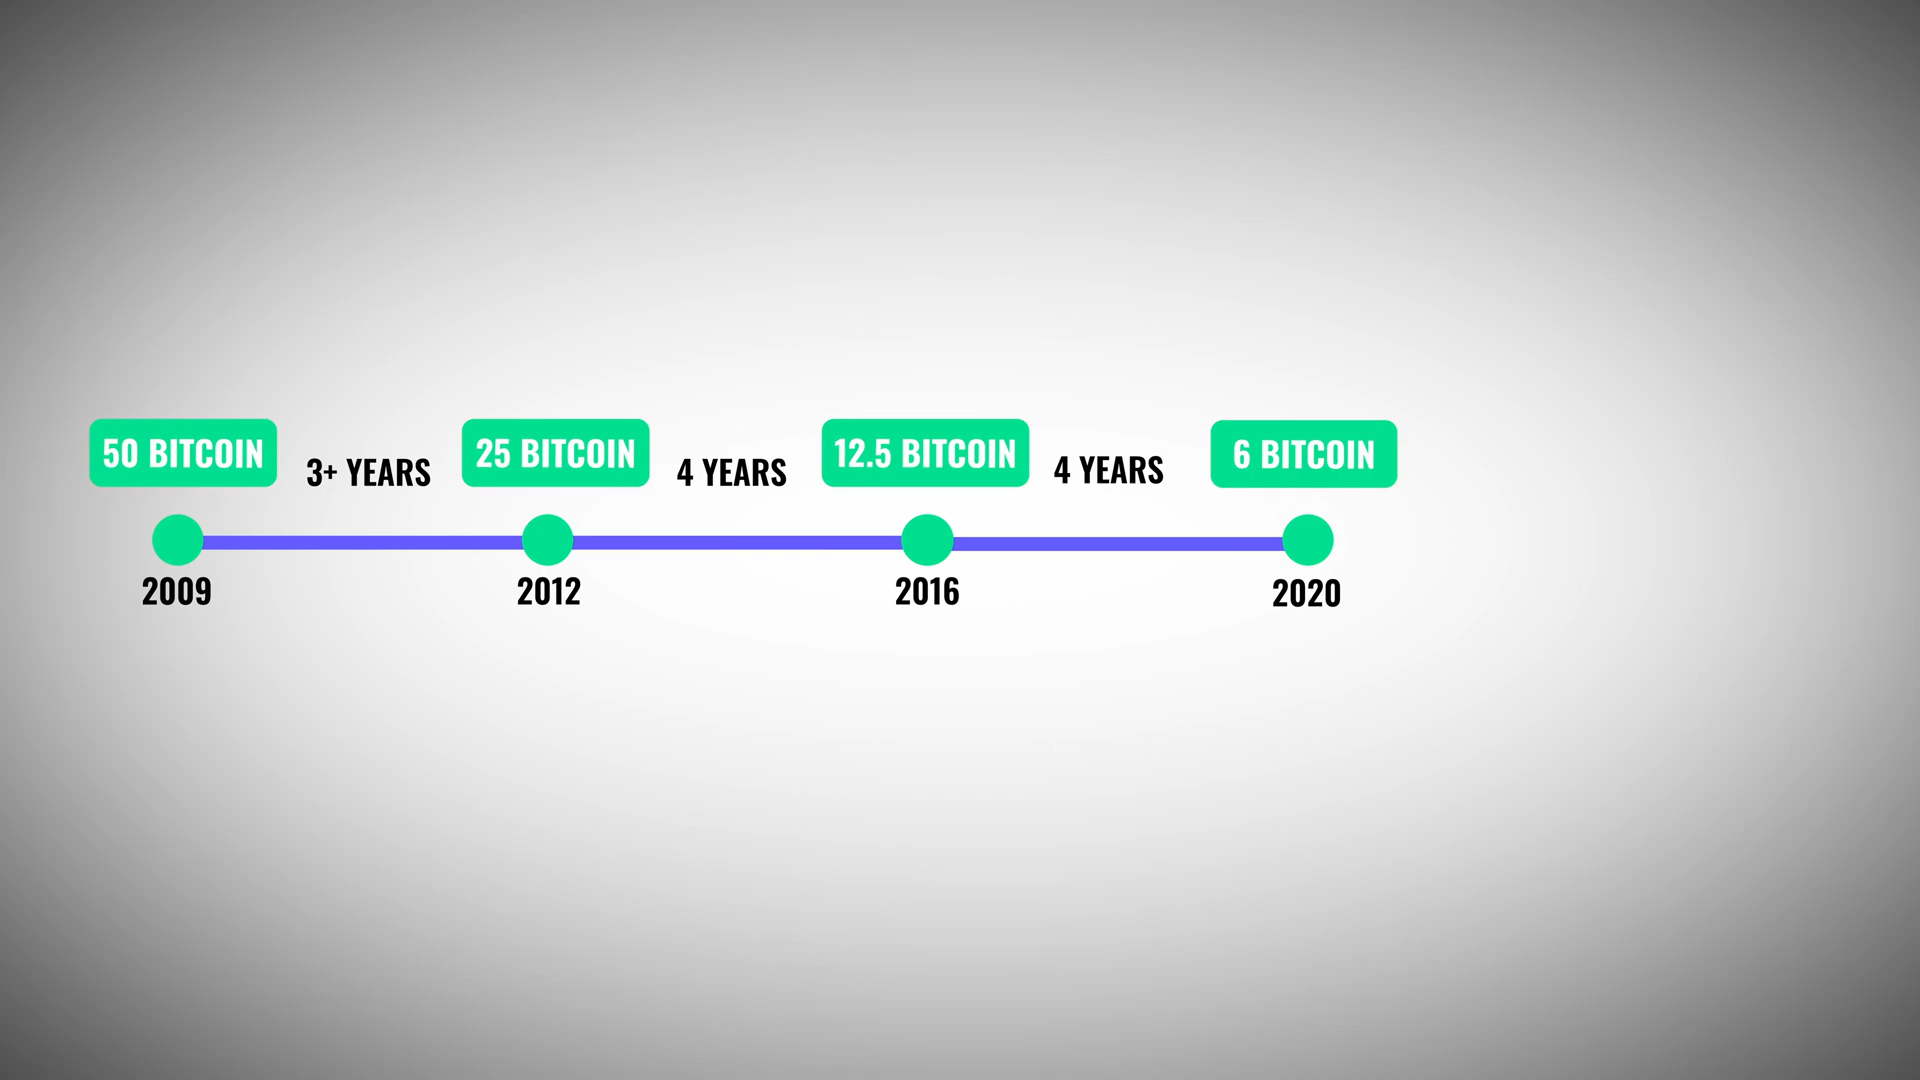 50 BITCOIN
3+ YEARS
25 BITCOIN
4 YEARS
12.5 BITCOIN
4 YEARS
6 BITCOIN
2009
2012
2016
2020